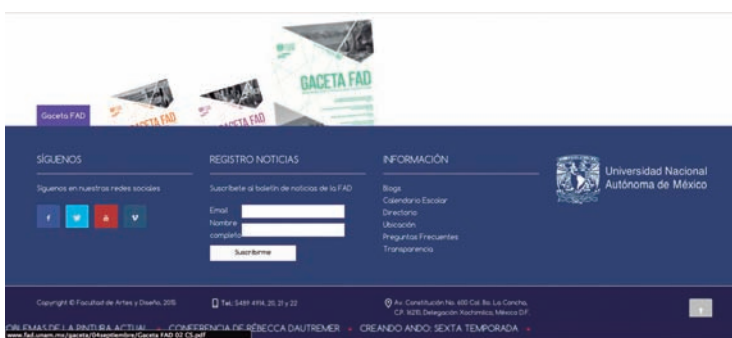 GACETA FAD
Gaceta FAD
GACETA FAD
GACETA FAD
SÍGUENOS
Síguenos en nuestras redes sociales
REGISTRO NOTICIAS
Suscríbete al boletín de noticias de la FAD
Email
Nombre
completo
Suscribirme
INFORMACIÓN
Blogs
Calendario Escolar
Directorio
Ubicación
Preguntas Frecuentes
Transparencia
Universidad Nacional
Autónoma de México
Copyright © Facultad de Artes y Diseño, 2015
Tel.: 5489 4914, 20, 21 y 22
Av. Constitución No. 600 Col. Bo. La Concha,
C.P. 16210, Delegación Xochimilco, México D.F.
OBLEMAS DE LA PINTURA ACTUAL CONFERENCIA DE RÉBECCA DAUTREMER CREANDO ANDO: SEXTA TEMPORADA
www.fad.unam.mx/gaceta/04septiembre/Gaceta FAD 02 CS.pdf